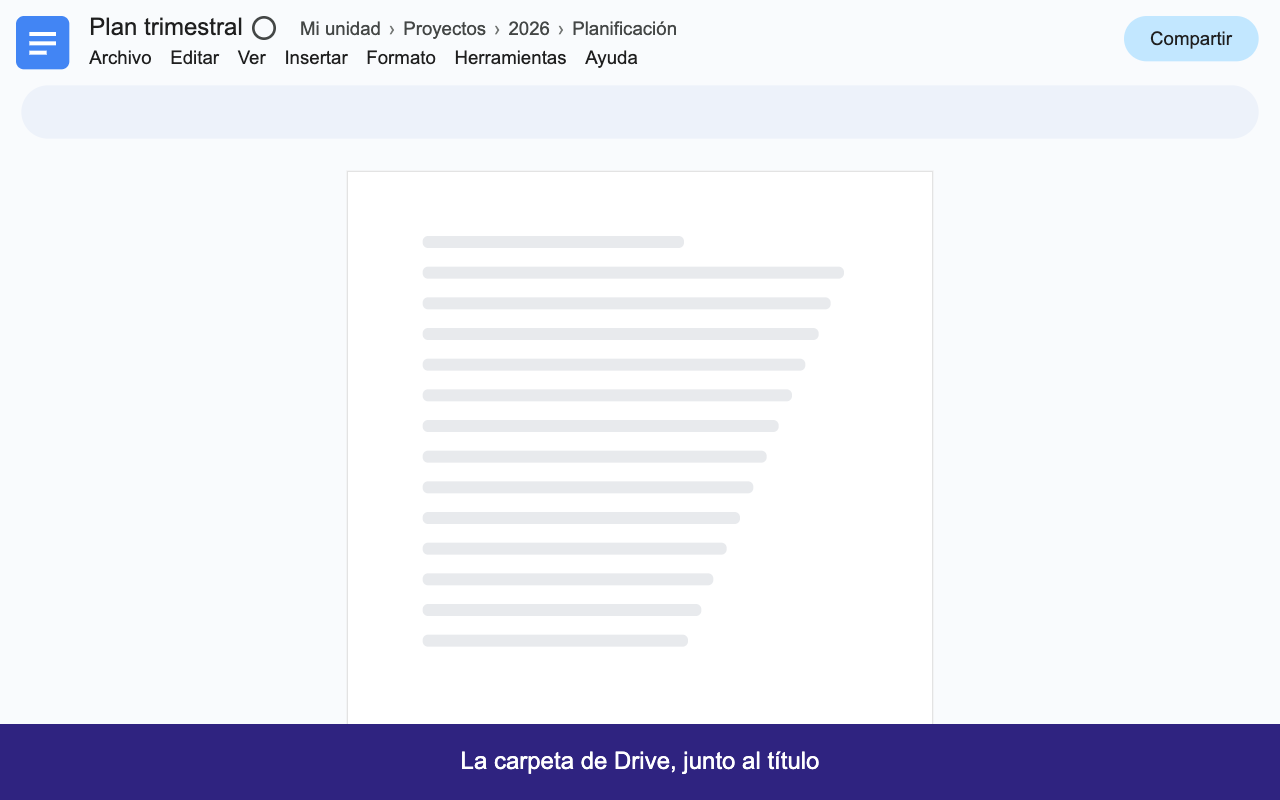 Plan trimestral Mi unidad › Proyectos › 2026 › Planificación
Archivo Editar Ver Insertar Formato Herramientas Ayuda
Compartir
La carpeta de Drive, junto al título